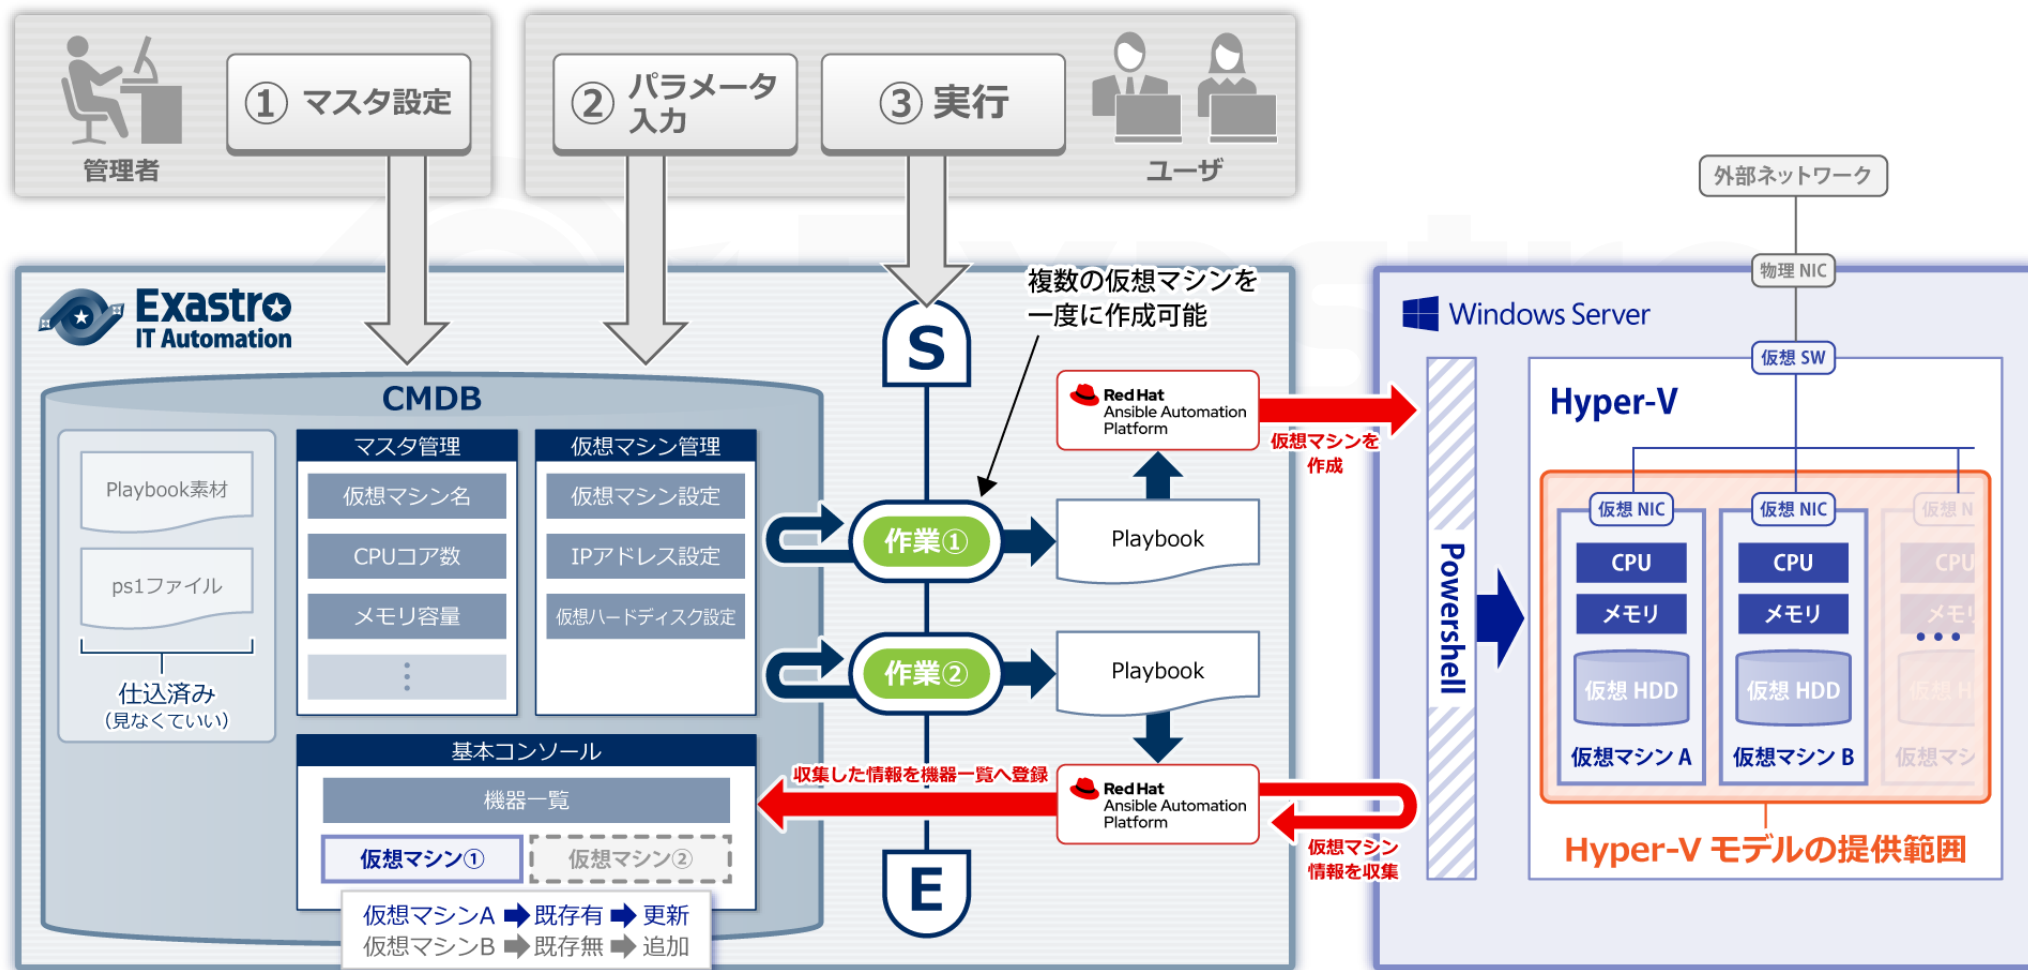 ① マスタ設定
管理者
② パラメータ
入力
③ 実行
ユーザ
外部ネットワーク
物理 NIC
Exastro
IT Automation
複数の仮想マシンを
一度に作成可能
S
Windows Server
仮想 SW
Hyper-V
CMDB
Playbook素材
ps1ファイル
仕込済み
(見なくていい)
マスタ管理
仮想マシン名
CPUコア数
メモリ容量
仮想マシン管理
仮想マシン設定
IPアドレス設定
仮想ハードディスク設定
作業①
作業②
Red Hat
Ansible Automation
Platform
仮想マシンを
作成
Playbook
Playbook
Powershell
仮想 NIC
CPU
メモリ
仮想 HDD
仮想マシン A
仮想 NIC
CPU
メモリ
仮想 HDD
仮想マシン B
仮想 N
CPU
メモリ
仮想 H
仮想マシ
Hyper-V モデルの提供範囲
基本コンソール
機器一覧
仮想マシン①
仮想マシン②
収集した情報を機器一覧へ登録
Red Hat
Ansible Automation
Platform
仮想マシン
情報を収集
E
仮想マシンA ➡ 既存有 ➡ 更新
仮想マシンB ➡ 既存無 ➡ 追加